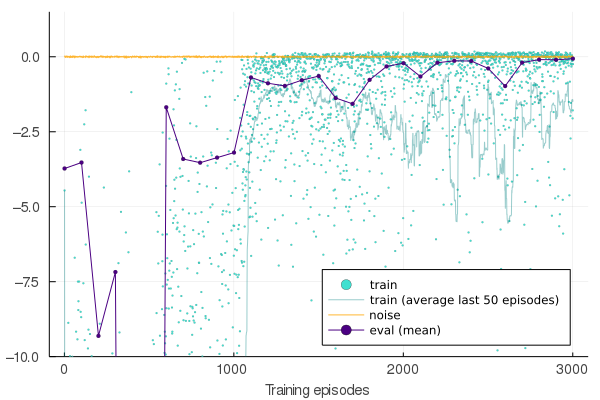 0.0
−2.5
−5.0
−7.5
−10.0
0
1000
2000
3000
Training episodes
train
train (average last 50 episodes)
noise
eval (mean)